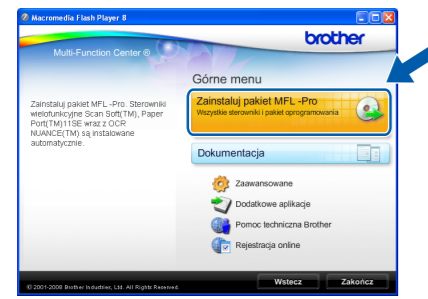 Macromedia Flash Player 8
brother
Multi-Function Center ®
Górne menu
Zainstaluj pakiet MFL -Pro
Wszystkie sterowniki i pakiet oprogramowania
Zainstaluj pakiet MFL -Pro: Sterowniki
wielofunkcyjne Scan Soft(TM), Paper
Port(TM)11SE wraz z OCR
NUANCE(TM) są instalowane
automatycznie.
Dokumentacja
Zaawansowane
Dodatkowe aplikacje
Pomoc techniczna Brother
Rejestracja online
© 2001-2008 Brother Industries, Ltd. All Rights Reserved.
Wstecz
Zakończ